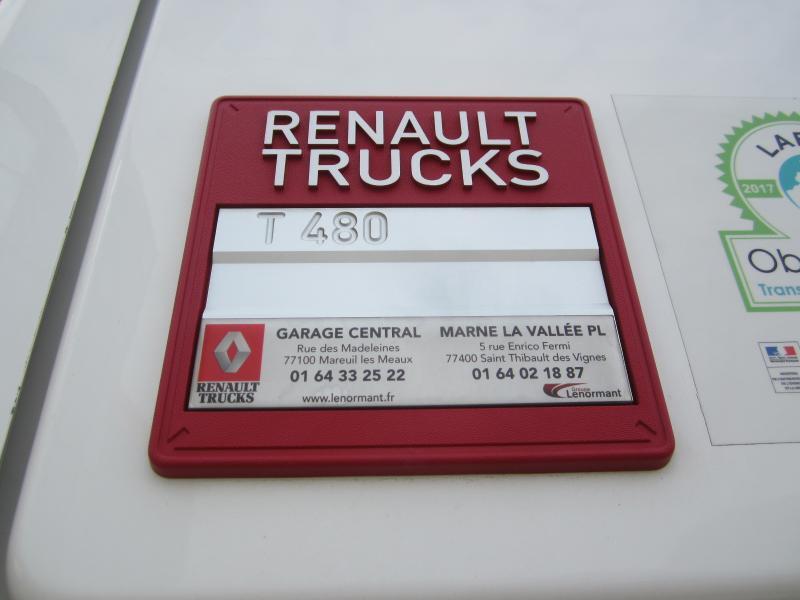 RENAULT
TRUCKS
T 480
GARAGE CENTRAL
Rue des Madeleines
77100 Mareuil les Meaux
01 64 33 25 22
www.lenormant.fr
MARNE LA VALLÉE PL
5 rue Enrico Fermi
77400 Saint Thibault des Vignes
01 64 02 18 87
Groupe
Lenormant
RENAULT
TRUCKS
2017